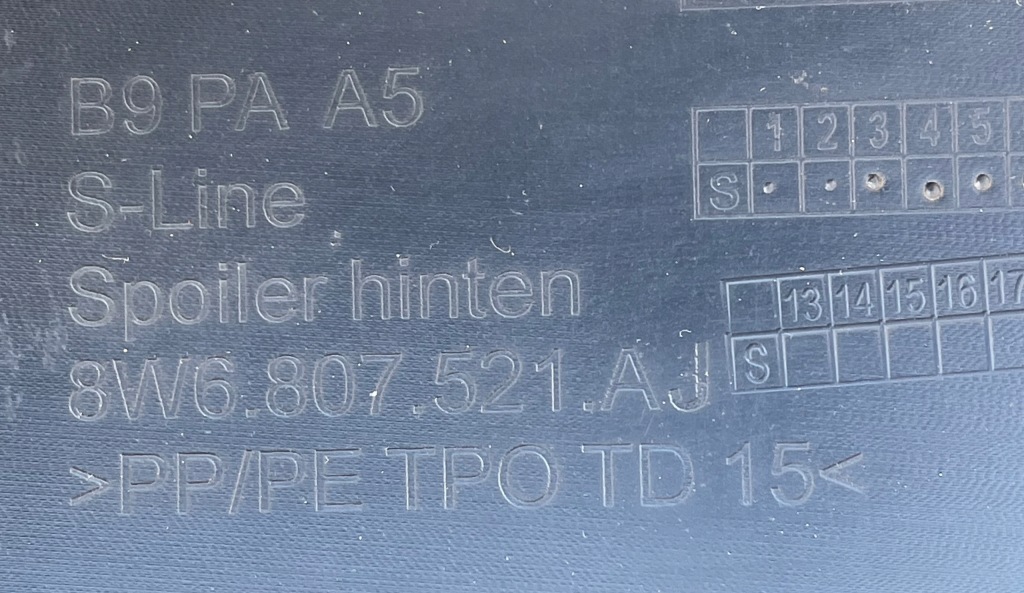 B9 PA A5
S-Line
Spoiler hinten
8W6.807.521.AJ
>PP/PE TPO TD 15<
1 2 3 4 5
S
13 14 15 16 17
S